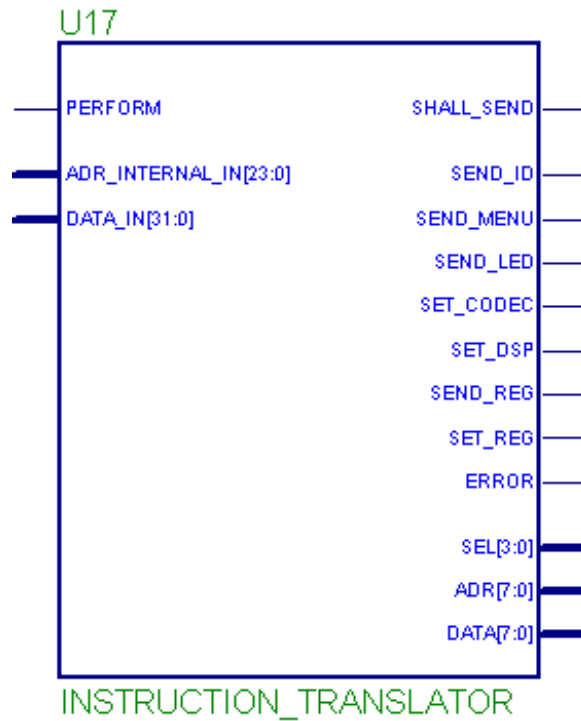 U17
PERFORM SHALL_SEND
ADR_INTERNAL_IN[23:0] SEND_ID
DATA_IN[31:0] SEND_MENU
SEND_LED
SET_CODEC
SET_DSP
SEND_REG
SET_REG
ERROR
SEL[3:0]
ADR[7:0]
DATA[7:0]
INSTRUCTION_TRANSLATOR